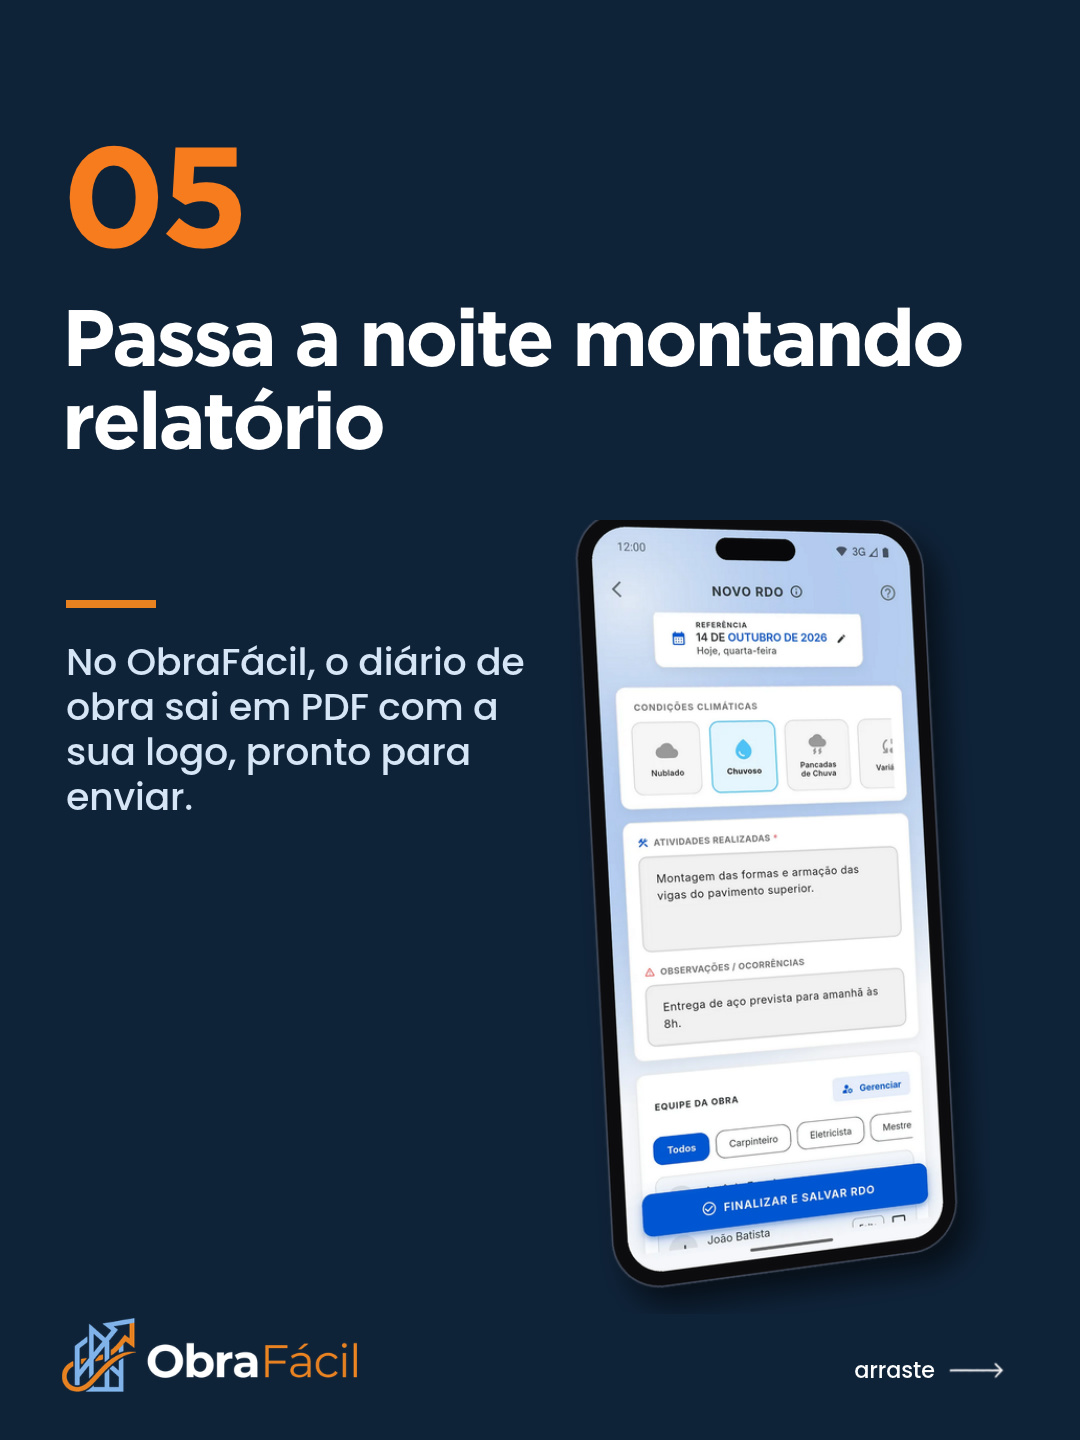 05
Passa a noite montando
relatório
No ObraFácil, o diário de
obra sai em PDF com a
sua logo, pronto para
enviar.
12:00
3G
NOVO RDO
REFERÊNCIA
14 DE OUTUBRO DE 2026
Hoje, quarta-feira
CONDIÇÕES CLIMÁTICAS
Nublado
Chuvoso
Pancadas
de Chuva
Variá
ATIVIDADES REALIZADAS *
Montagem das formas e armação das
vigas do pavimento superior.
OBSERVAÇÕES / OCORRÊNCIAS
Entrega de aço prevista para amanhã às
8h.
EQUIPE DA OBRA
Gerenciar
Todos
Carpinteiro
Eletricista
Mestre
FINALIZAR E SALVAR RDO
João Batista
ObraFácil
arraste